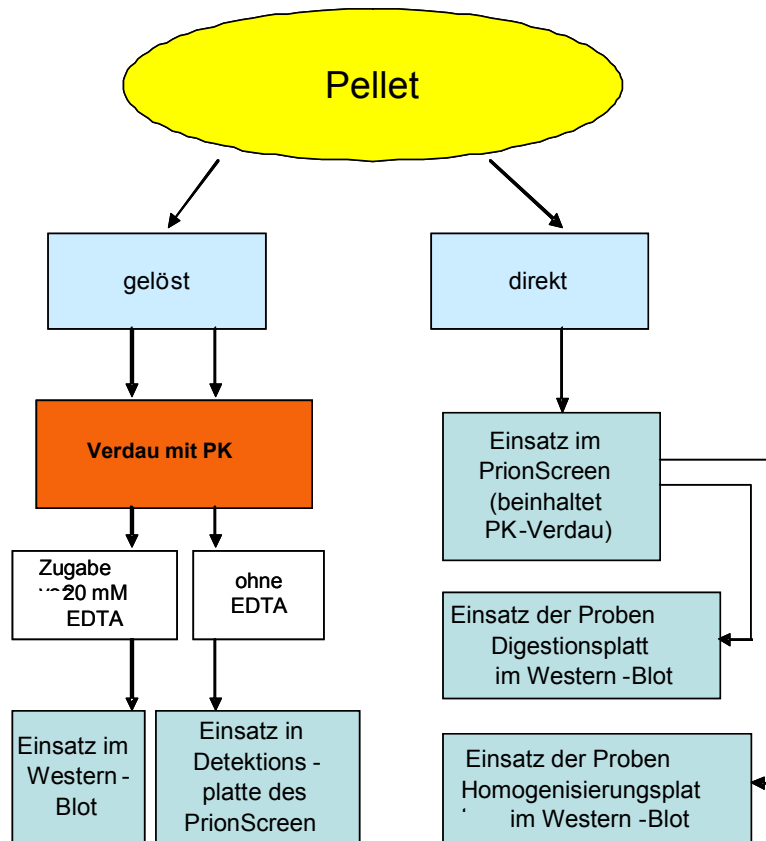 Pellet
gelöst
direkt
Verdau mit PK
Einsatz im
PrionScreen
(beinhaltet
PK-Verdau)
Zugabe
20 mM
EDTA
ohne
EDTA
Einsatz der Proben
Digestionsplatt
im Western -Blot
Einsatz im
Western -
Blot
Einsatz in
Detektions -
platte des
PrionScreen
Einsatz der Proben
Homogenisierungsplat
im Western -Blot